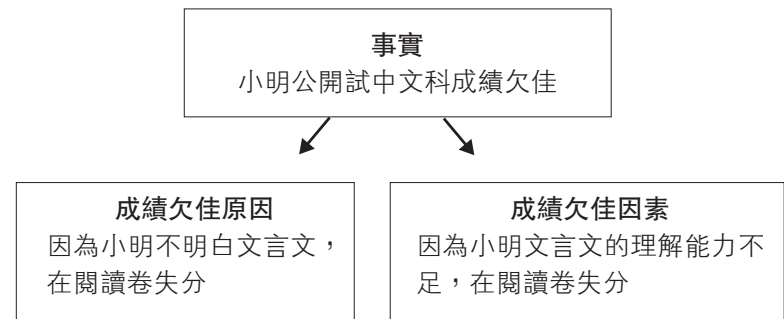 事實
小明公開試中文科成績欠佳
成績欠佳原因
因為小明不明白文言文，
在閱讀卷失分
成績欠佳因素
因為小明文言文的理解能力不
足，在閱讀卷失分